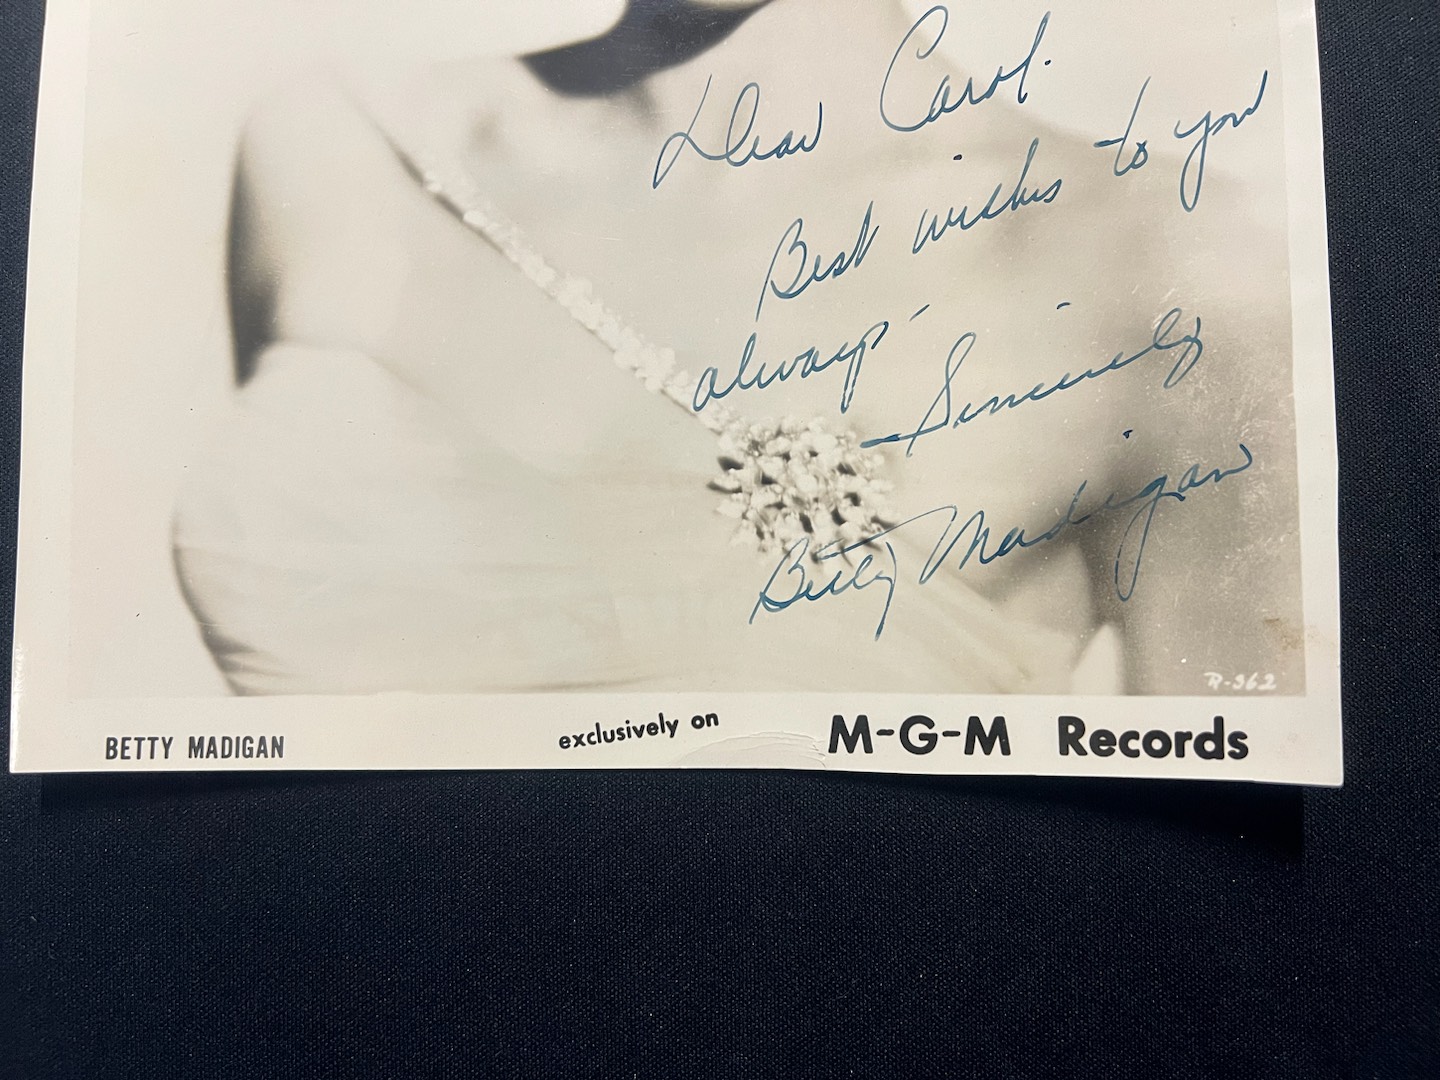 Dear Carol.
Best wishes to you
always -
- Sincerely
Betty Madigan
R-362
BETTY MADIGAN exclusively on M-G-M Records